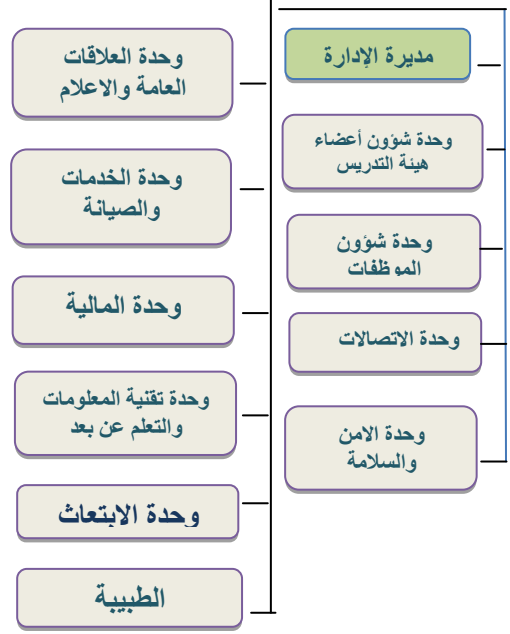 مديرة الإدارة
وحدة شؤون أعضاء
هيئة التدريس
وحدة شؤون
الموظفات
وحدة الاتصالات
وحدة الامن
والسلامة
وحدة العلاقات
العامة والاعلام
وحدة الخدمات
والصيانة
وحدة المالية
وحدة تقنية المعلومات
والتعلم عن بعد
وحدة الابتعاث
الطبيبة